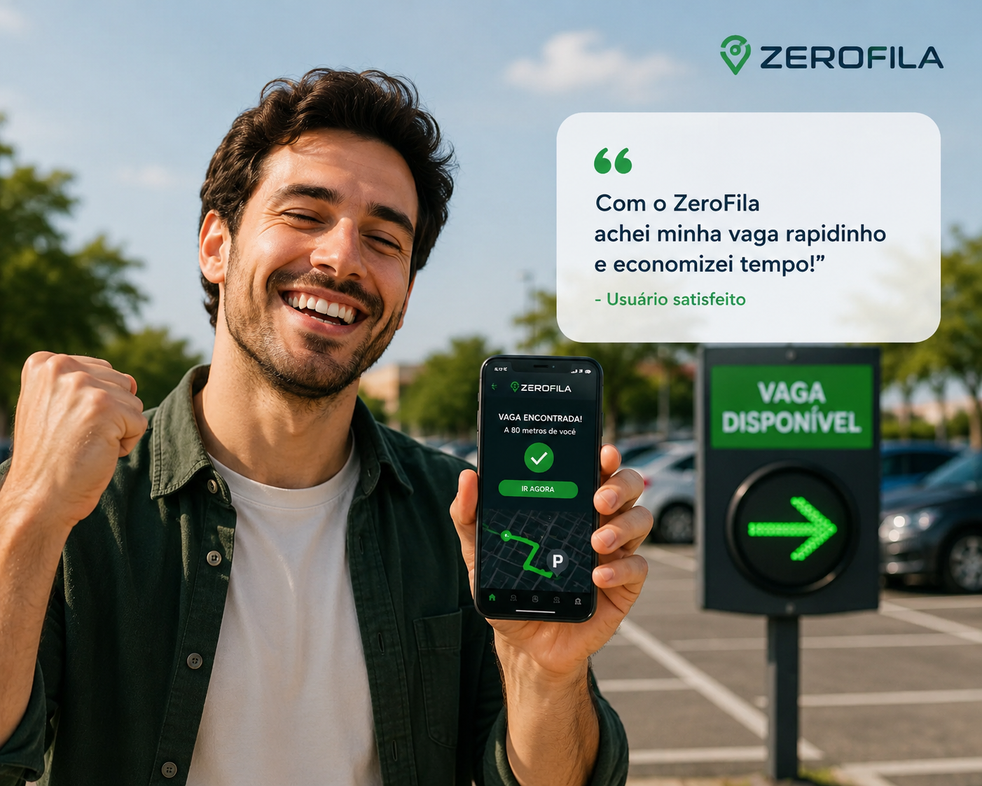 ZEROFILA
“
Com o ZeroFila
achei minha vaga rapidinho
e economizei tempo!”
- Usuário satisfeito
ZEROFILA
VAGA ENCONTRADA!
A 80 metros de você
IR AGORA
P
VAGA
DISPONÍVEL